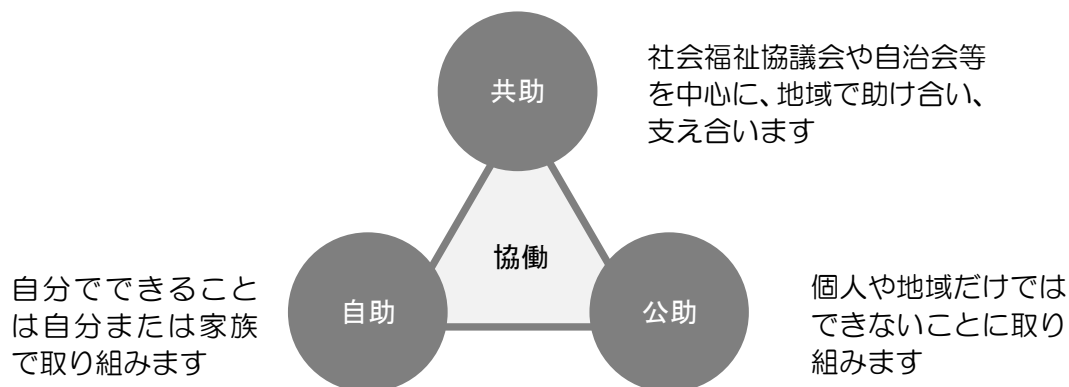 共助
社会福祉協議会や自治会等
を中心に、地域で助け合い、
支え合います
協働
自助
自分でできること
は自分または家族
で取り組みます
公助
個人や地域だけでは
できないことに取り
組みます